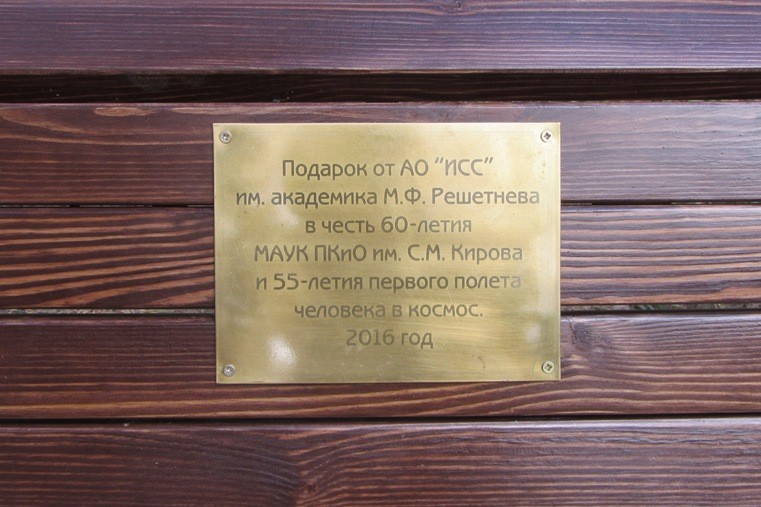 Подарок от АО "ИСС"
им. академика М.Ф. Решетнева
в честь 60-летия
МАУК ПКиО им. С.М. Кирова
и 55-летия первого полета
человека в космос.
2016 год